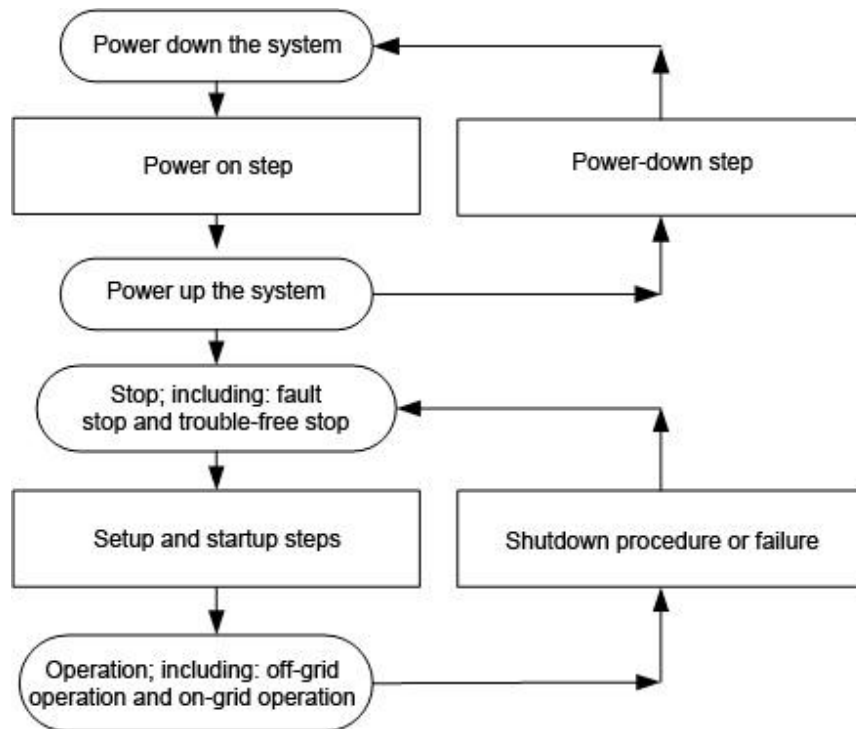 Power down the system
Power on step
Power-down step
Power up the system
Stop; including: fault
stop and trouble-free stop
Setup and startup steps
Shutdown procedure or failure
Operation; including: off-grid
operation and on-grid operation